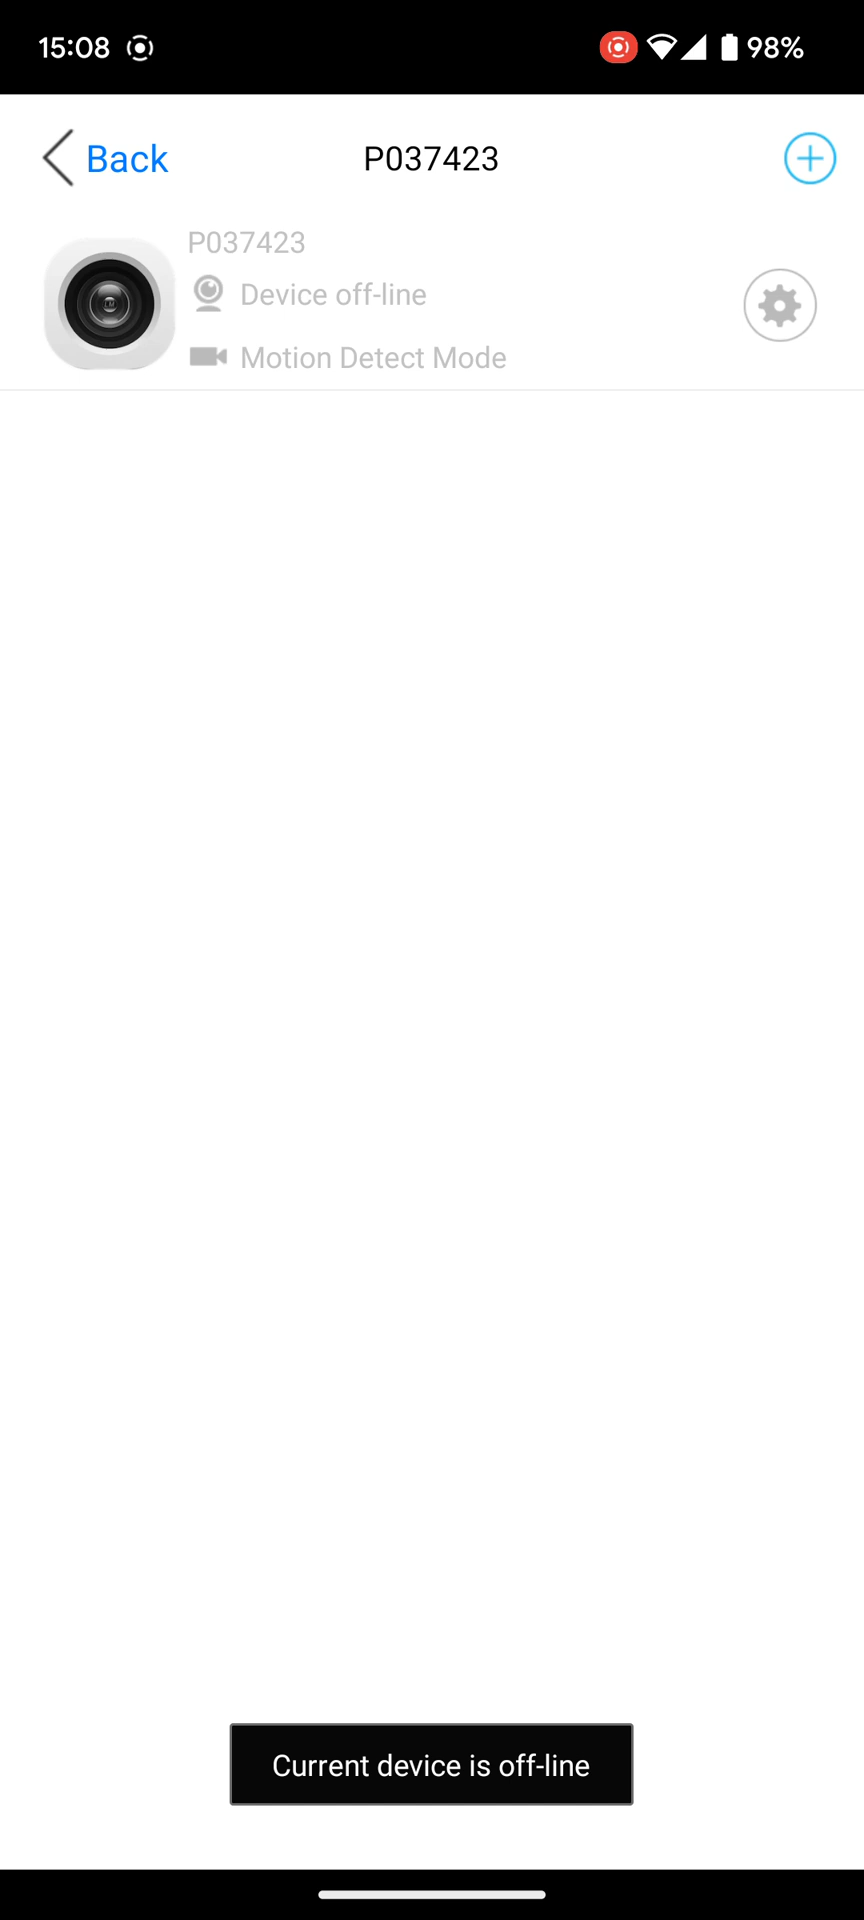 15:08
98%
Back
P037423
P037423
Device off-line
Motion Detect Mode
Current device is off-line